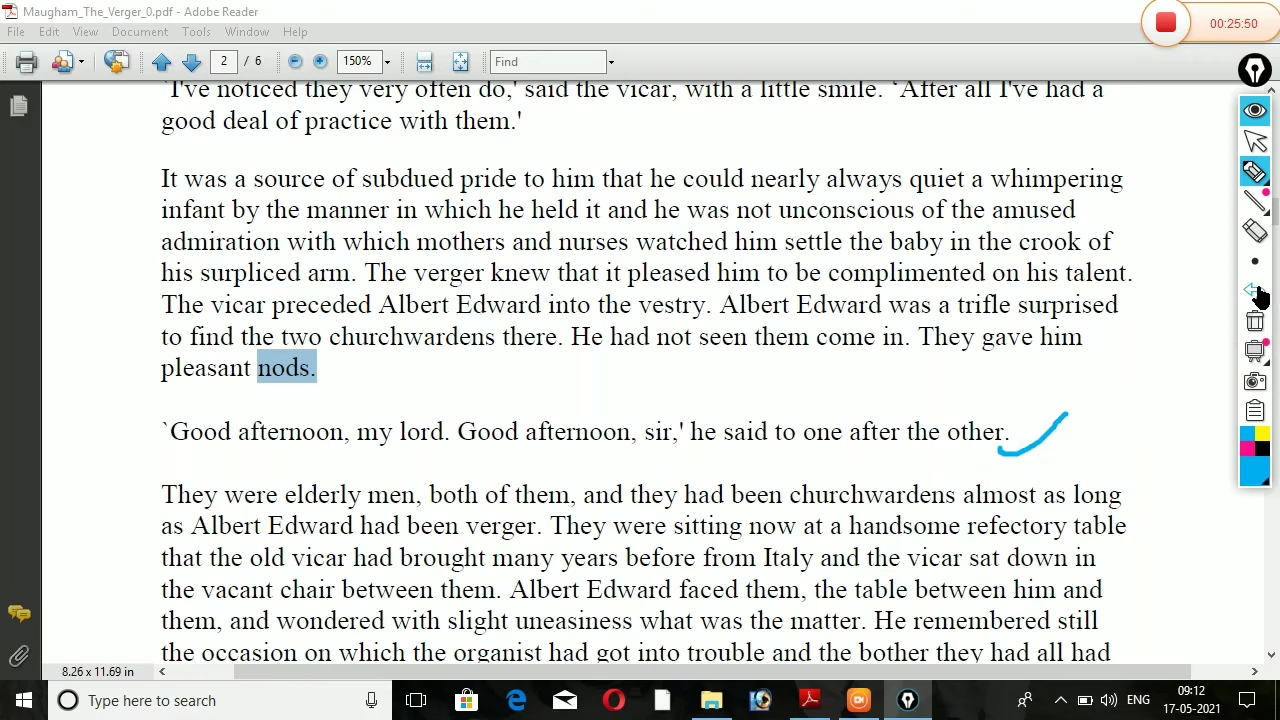 Maugham_The_Verger_0.pdf - Adobe Reader
00:25:50
File Edit View Document Tools Window Help
2 / 6 150% Find
`I've noticed they very often do,' said the vicar, with a little smile. `After all I've had a
good deal of practice with them.'
It was a source of subdued pride to him that he could nearly always quiet a whimpering
infant by the manner in which he held it and he was not unconscious of the amused
admiration with which mothers and nurses watched him settle the baby in the crook of
his surpliced arm. The verger knew that it pleased him to be complimented on his talent.
The vicar preceded Albert Edward into the vestry. Albert Edward was a trifle surprised
to find the two churchwardens there. He had not seen them come in. They gave him
pleasant nods.
`Good afternoon, my lord. Good afternoon, sir,' he said to one after the other.
They were elderly men, both of them, and they had been churchwardens almost as long
as Albert Edward had been verger. They were sitting now at a handsome refectory table
that the old vicar had brought many years before from Italy and the vicar sat down in
the vacant chair between them. Albert Edward faced them, the table between him and
them, and wondered with slight uneasiness what was the matter. He remembered still
the occasion on which the organist had got into trouble and the bother they had all had
8.26 x 11.69 in
Type here to search
ENG
09:12
17-05-2021